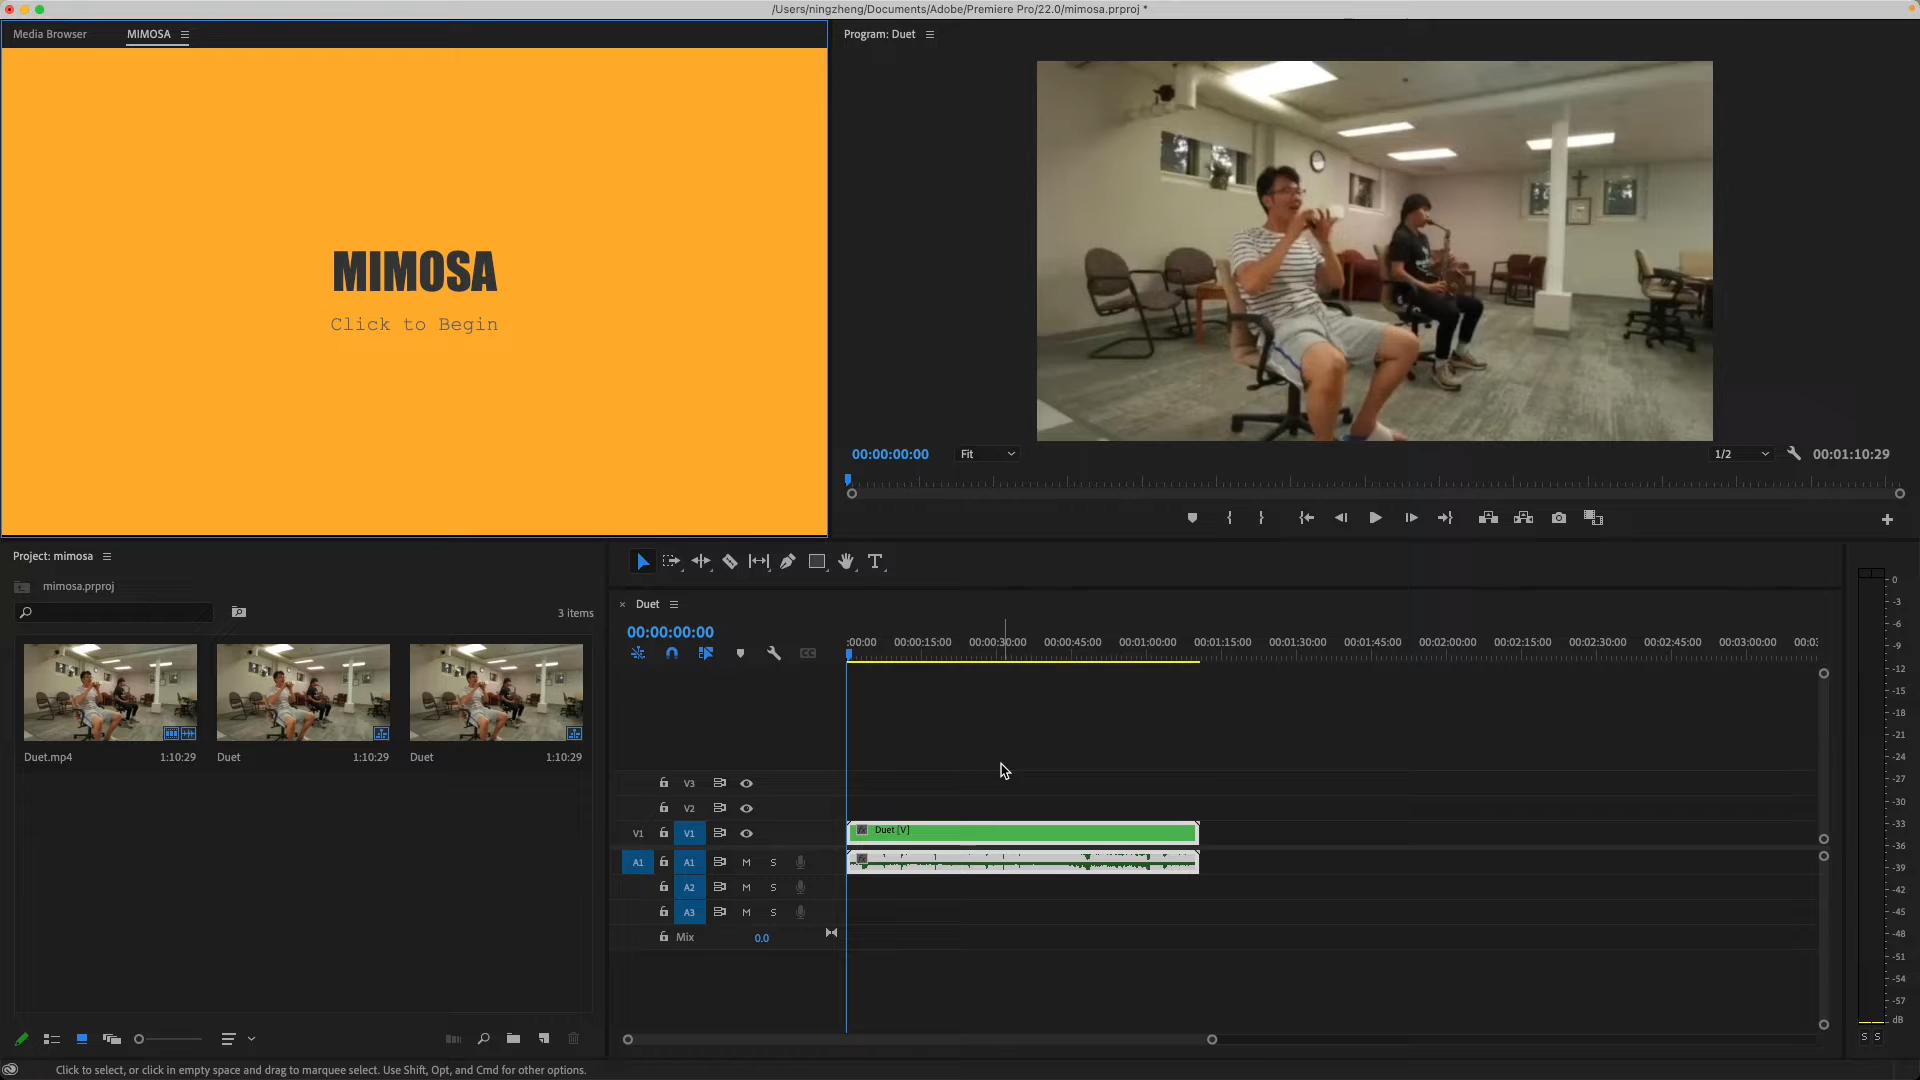 /Users/ningzheng/Documents/Adobe/Premiere Pro/22.0/mimosa.prproj *
Media Browser
MIMOSA
Program: Duet
MIMOSA
Click to Begin
00:00:00:00
Fit
1/2
00:01:10:29
Project: mimosa
mimosa.prproj
3 items
Duet.mp4
1:10:29
Duet
1:10:29
Duet
1:10:29
Duet
00:00:00:00
:00:00 00:00:15:00 00:00:30:00 00:00:45:00 00:01:00:00 00:01:15:00 00:01:30:00 00:01:45:00 00:02:00:00 00:02:15:00 00:02:30:00 00:02:45:00 00:03:00:00 00:03:
V3
V2
V1 V1
Duet [V]
A1 A1 M S
A2 M S
A3 M S
Mix 0.0
0
-3
-6
-9
-12
-15
-18
-21
-24
-27
-30
-33
-36
-39
-42
-45
-48
-51
-54
-57
dB
S S
Click to select, or click in empty space and drag to marquee select. Use Shift, Opt, and Cmd for other options.